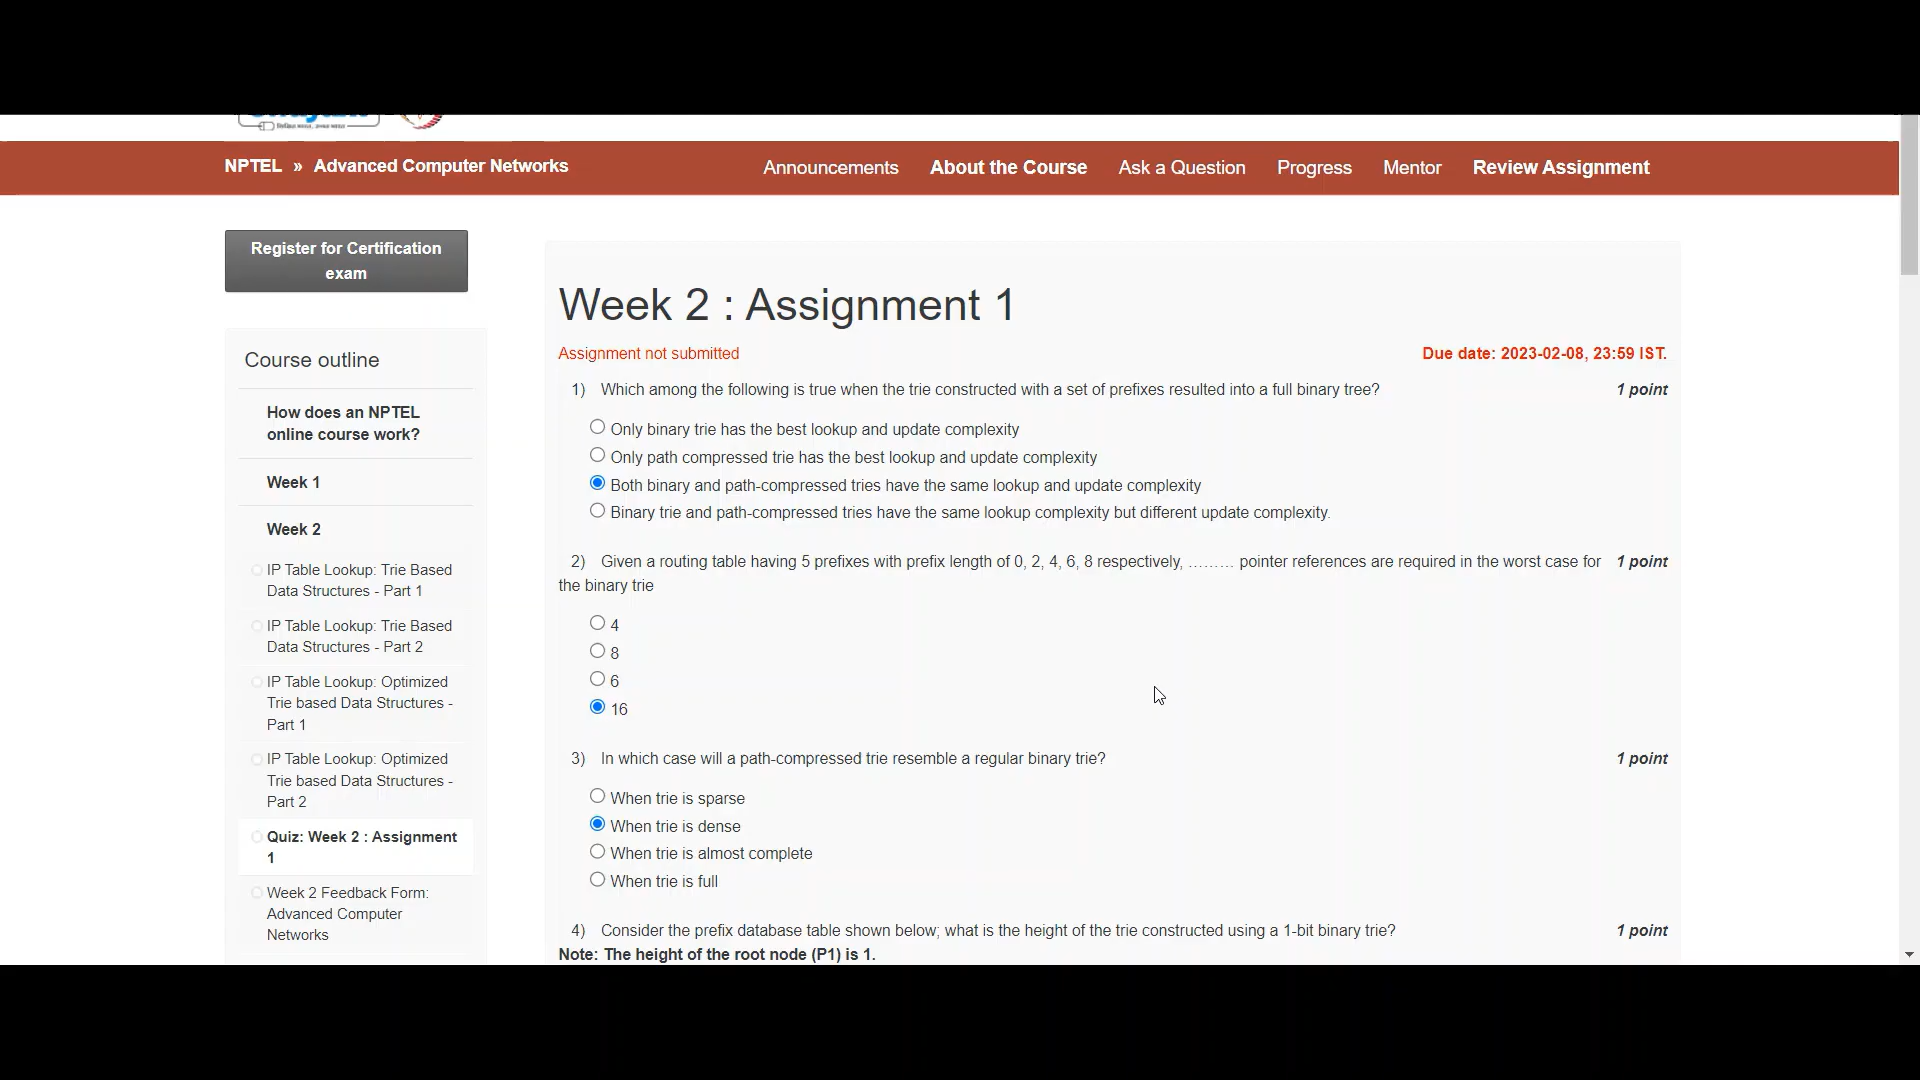 NPTEL » Advanced Computer Networks
Announcements About the Course Ask a Question Progress Mentor Review Assignment
Register for Certification
exam
Course outline
How does an NPTEL
online course work?
Week 1
Week 2
IP Table Lookup: Trie Based
Data Structures - Part 1
IP Table Lookup: Trie Based
Data Structures - Part 2
IP Table Lookup: Optimized
Trie based Data Structures -
Part 1
IP Table Lookup: Optimized
Trie based Data Structures -
Part 2
Quiz: Week 2 : Assignment
1
Week 2 Feedback Form:
Advanced Computer
Networks
Week 2 : Assignment 1
Assignment not submitted Due date: 2023-02-08, 23:59 IST.
1) Which among the following is true when the trie constructed with a set of prefixes resulted into a full binary tree? 1 point
Only binary trie has the best lookup and update complexity
Only path compressed trie has the best lookup and update complexity
Both binary and path-compressed tries have the same lookup and update complexity
Binary trie and path-compressed tries have the same lookup complexity but different update complexity.
2) Given a routing table having 5 prefixes with prefix length of 0, 2, 4, 6, 8 respectively, ……… pointer references are required in the worst case for 1 point
the binary trie
4
8
6
16
3) In which case will a path-compressed trie resemble a regular binary trie? 1 point
When trie is sparse
When trie is dense
When trie is almost complete
When trie is full
4) Consider the prefix database table shown below; what is the height of the trie constructed using a 1-bit binary trie? 1 point
Note: The height of the root node (P1) is 1.